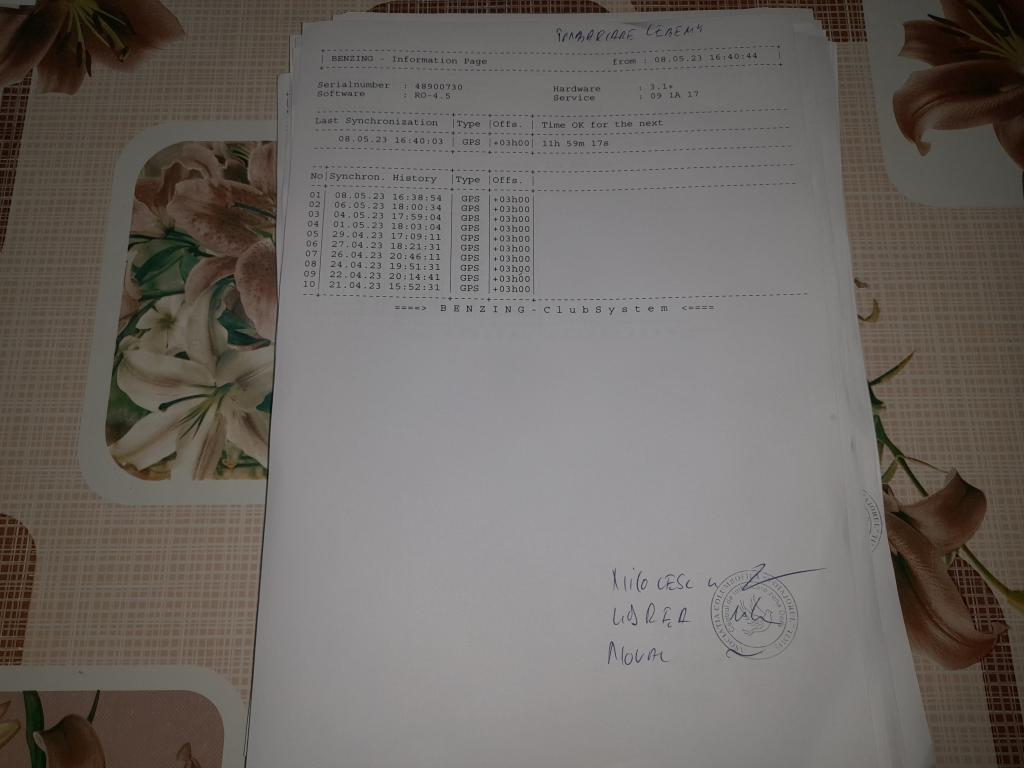 BENZING - Information Page from : 08.05.23 16:40:44
Serialnumber : 48900730 Hardware : 3.1*
Software : RO-4.5 Service : 09 1A 17
Last Synchronization |Type |Offs.| Time OK for the next
08.05.23 16:40:03 | GPS |+03h00| 11h 59m 17s
No|Synchron. History |Type |Offs.|
01| 08.05.23 16:38:54 | GPS |+03h00|
02| 06.05.23 18:00:34 | GPS |+03h00|
03| 04.05.23 17:59:04 | GPS |+03h00|
04| 01.05.23 18:03:04 | GPS |+03h00|
05| 29.04.23 17:09:11 | GPS |+03h00|
06| 27.04.23 18:21:31 | GPS |+03h00|
07| 26.04.23 20:46:11 | GPS |+03h00|
08| 24.04.23 19:51:31 | GPS |+03h00|
09| 22.04.23 20:14:41 | GPS |+03h00|
10| 21.04.23 15:52:31 | GPS |+03h00|
====> B E N Z I N G - C l u b S y s t e m <====